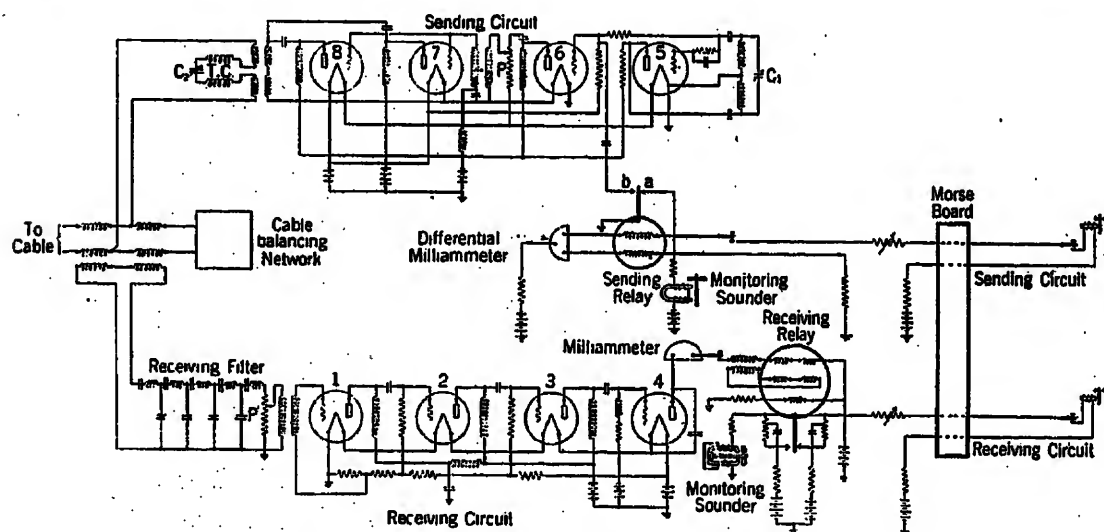 Sending Circuit
8
7
6
5
C₂
T.C.
P
C₁
b a
To
Cable
Cable
balancing
Network
Differential
Milliammeter
Sending
Relay
Monitoring
Sounder
Morse
Board
Sending Circuit
Receiving
Relay
Milliammeter
Receiving Filter
P
1
2
3
4
Monitoring
Sounder
Receiving Circuit
Receiving Circuit